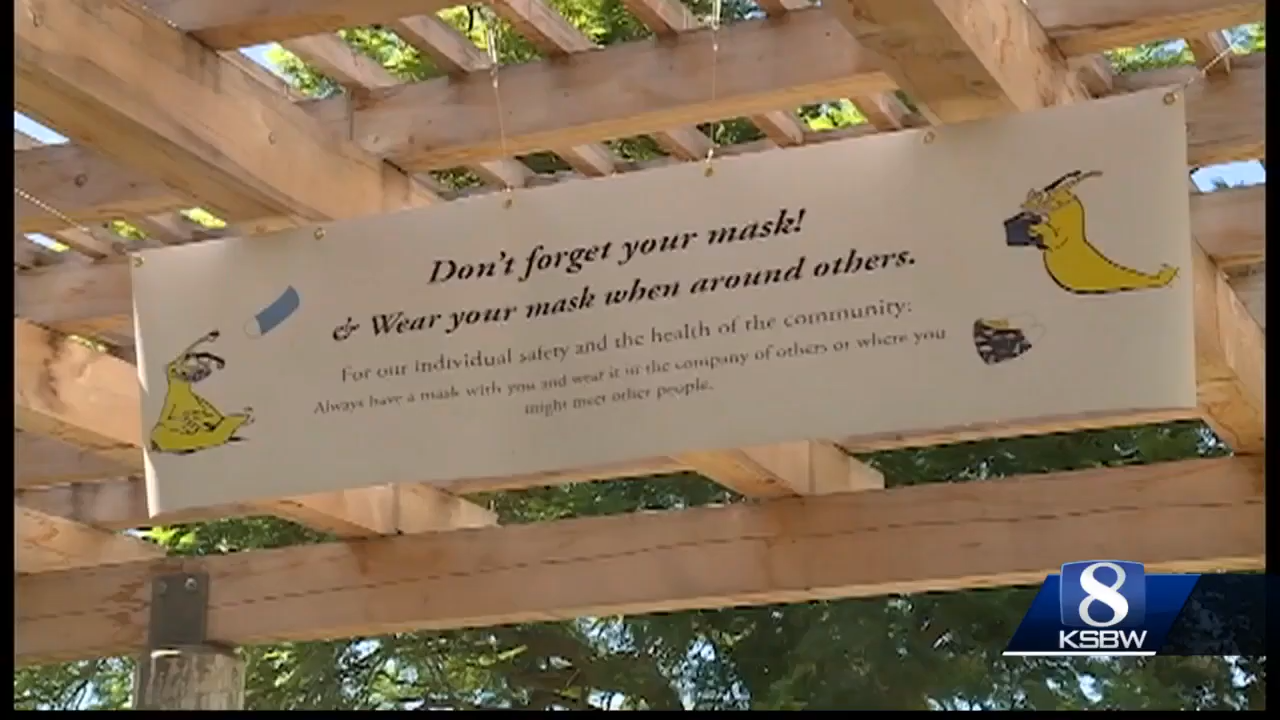 Don't forget your mask!
& Wear your mask when around others.
For our individual safety and the health of the community:
Always have a mask with you and wear it in the company of others or where you
might meet other people.
8
KSBW